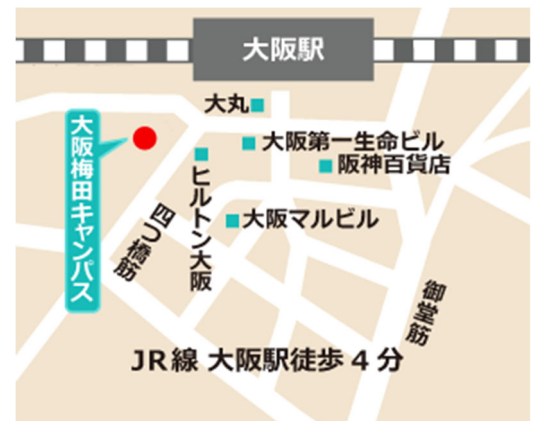 大阪駅
大丸
大阪第一生命ビル
阪神百貨店
大阪梅田キャンパス
ヒルトン大阪
大阪マルビル
四つ橋筋
御堂筋
JR線 大阪駅徒歩 4 分